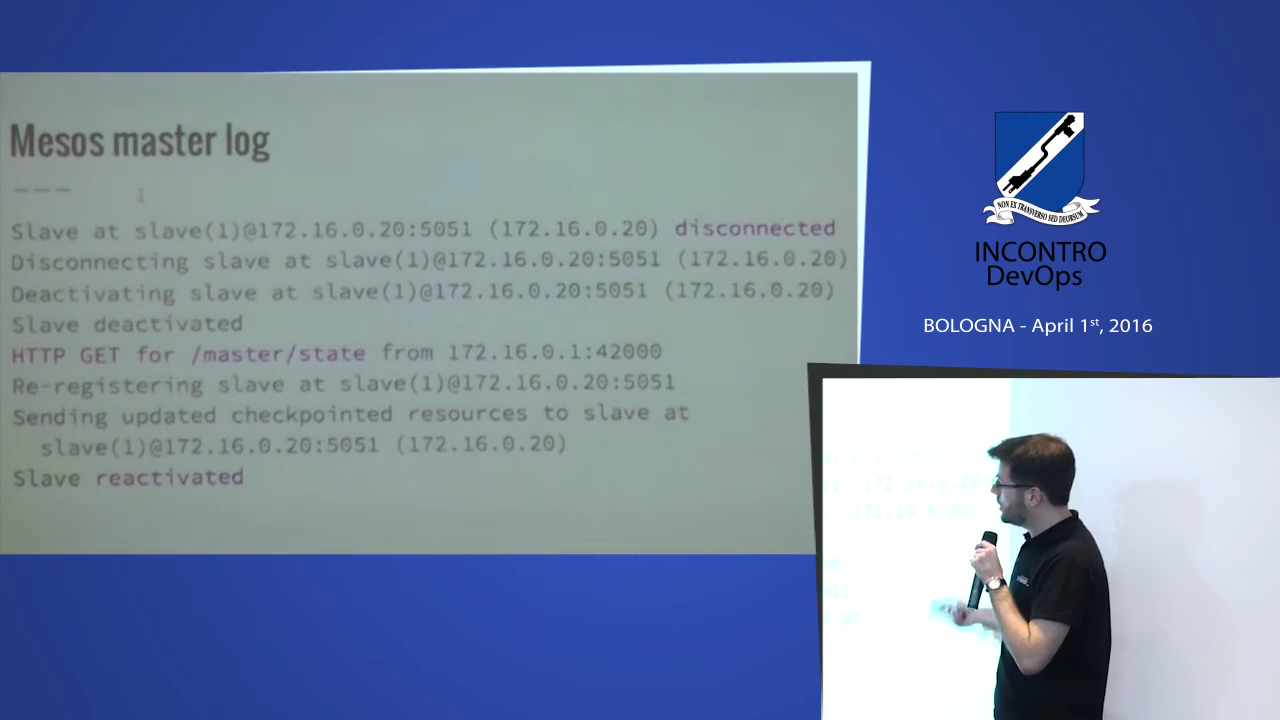 Mesos master log
---
Slave at slave(1)@172.16.0.20:5051 (172.16.0.20) disconnected
Disconnecting slave at slave(1)@172.16.0.20:5051 (172.16.0.20)
Deactivating slave at slave(1)@172.16.0.20:5051 (172.16.0.20)
Slave deactivated
HTTP GET for /master/state from 172.16.0.1:42000
Re-registering slave at slave(1)@172.16.0.20:5051
Sending updated checkpointed resources to slave at
slave(1)@172.16.0.20:5051 (172.16.0.20)
Slave reactivated
NON EX TRANSVERSO SED DEORSUM
INCONTRO
DevOps
BOLOGNA - April 1st, 2016